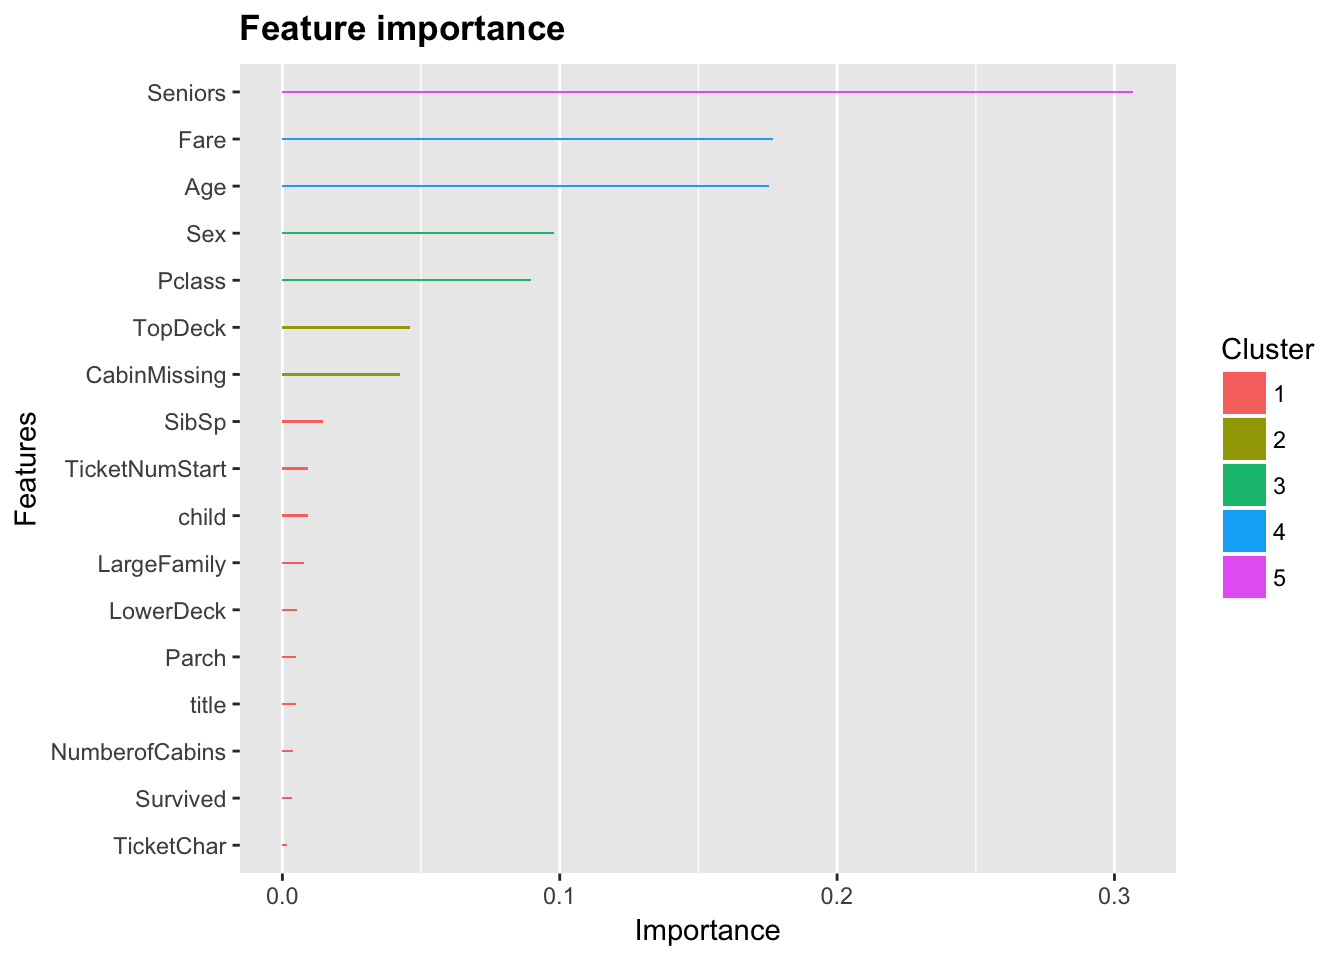 Feature importance
Seniors
Fare
Age
Sex
Pclass
TopDeck
CabinMissing
SibSp
TicketNumStart
child
LargeFamily
LowerDeck
Parch
title
NumberofCabins
Survived
TicketChar
Features
0.0 0.1 0.2 0.3
Importance
Cluster
1
2
3
4
5